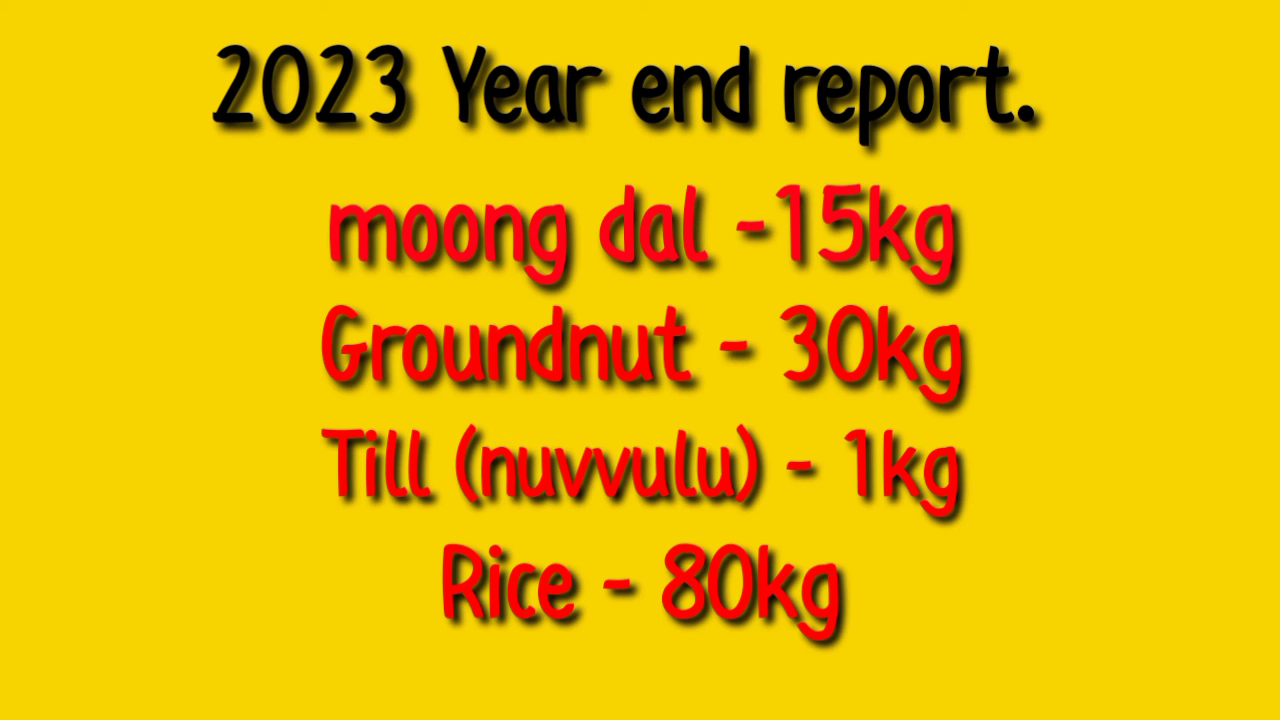 2023 Year end report.
moong dal -15kg
Groundnut - 30kg
Till (nuvvulu) - 1kg
Rice - 80kg